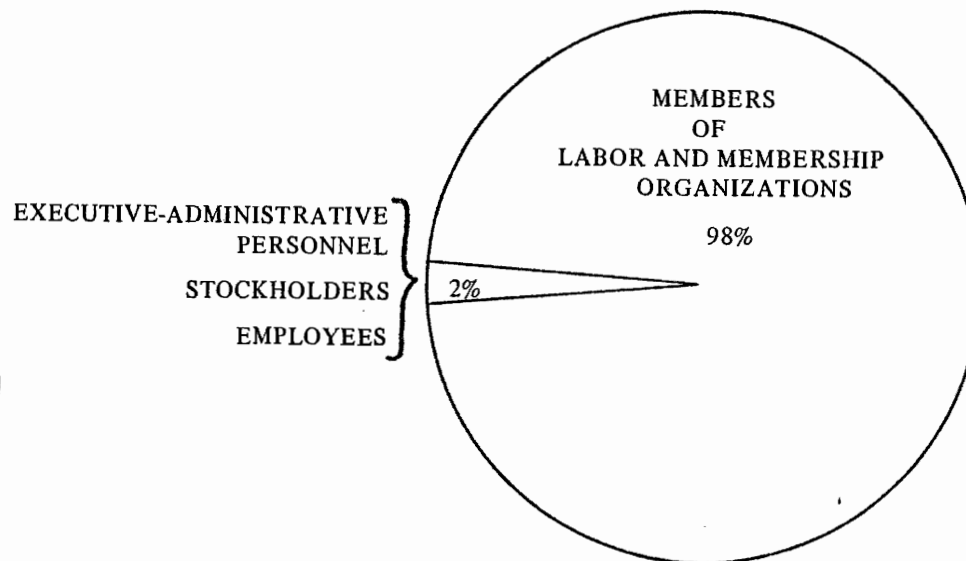 MEMBERS
OF
LABOR AND MEMBERSHIP
ORGANIZATIONS
98%
EXECUTIVE-ADMINISTRATIVE
PERSONNEL
STOCKHOLDERS
EMPLOYEES
2%